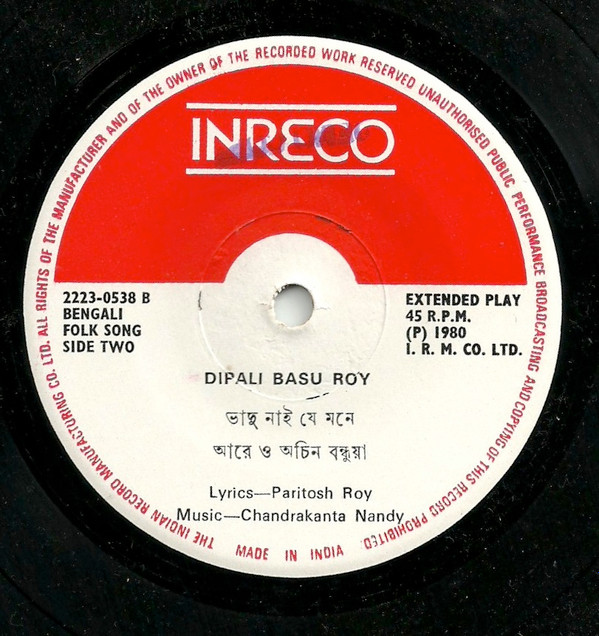 THE INDIAN RECORD MANUFACTURING CO. LTD. ALL RIGHTS OF THE MANUFACTURER AND OF THE OWNER OF THE RECORDED WORK RESERVED UNAUTHORISED PUBLIC PERFORMANCE BROADCASTING AND COPYING OF THIS RECORD PROHIBITED.
INRECO
2223-0538 B
BENGALI
FOLK SONG
SIDE TWO
EXTENDED PLAY
45 R.P.M.
(P) 1980
I. R. M. CO. LTD.
DIPALI BASU ROY
ভাদু নাই যে মনে
আরে ও অচিন বন্ধুয়া
Lyrics—Paritosh Roy
Music—Chandrakanta Nandy
MADE IN INDIA